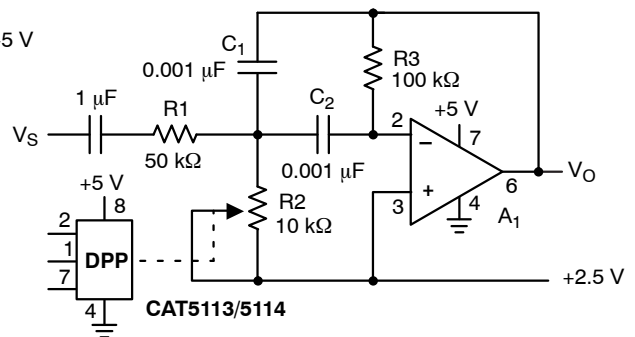 5 V
C1
0.001 μF
R3
100 kΩ
1 μF
R1
C2
+5 V
VS
2
7
50 kΩ
0.001 μF
–
VO
6
+
3
4
A1
R2
10 kΩ
+5 V
8
2
1
DPP
7
+2.5 V
4
CAT5113/5114